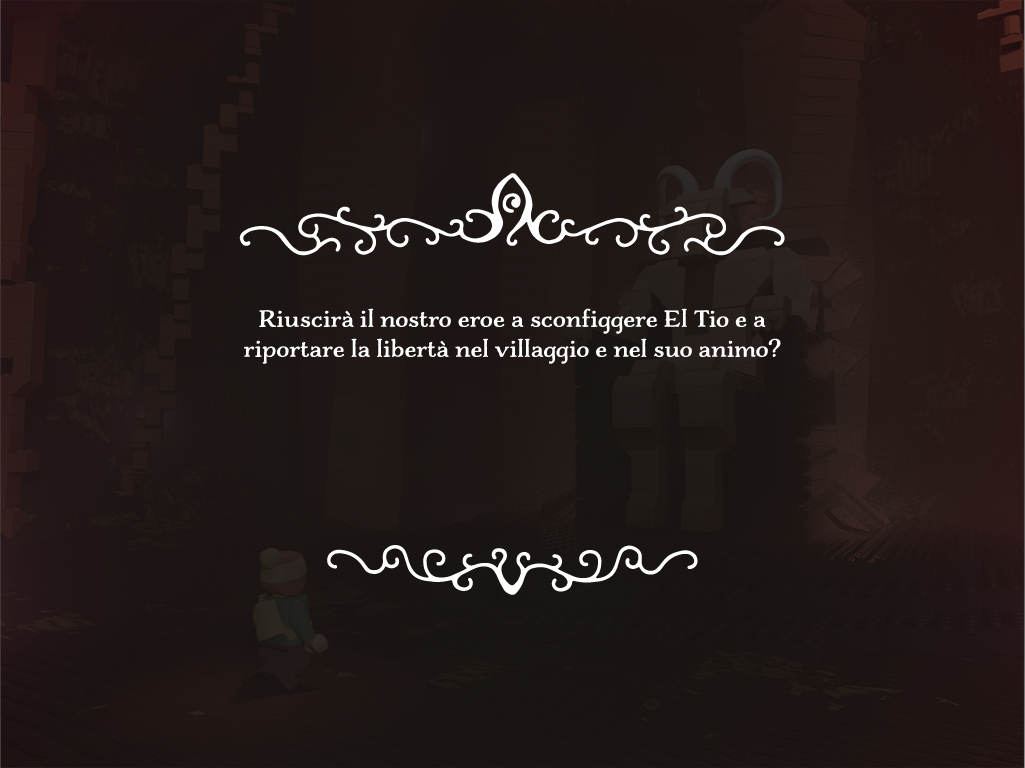 Riuscirà il nostro eroe a sconfiggere El Tio e a
riportare la libertà nel villaggio e nel suo animo?